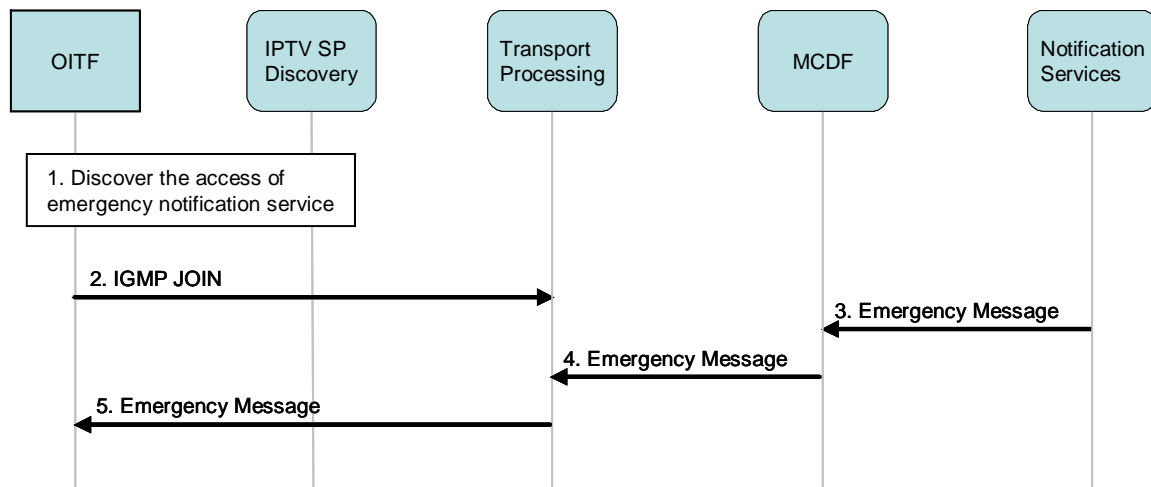 OITF
IPTV SP
Discovery
Transport
Processing
MCDF
Notification
Services
1. Discover the access of
emergency notification service
2. IGMP JOIN
3. Emergency Message
4. Emergency Message
5. Emergency Message